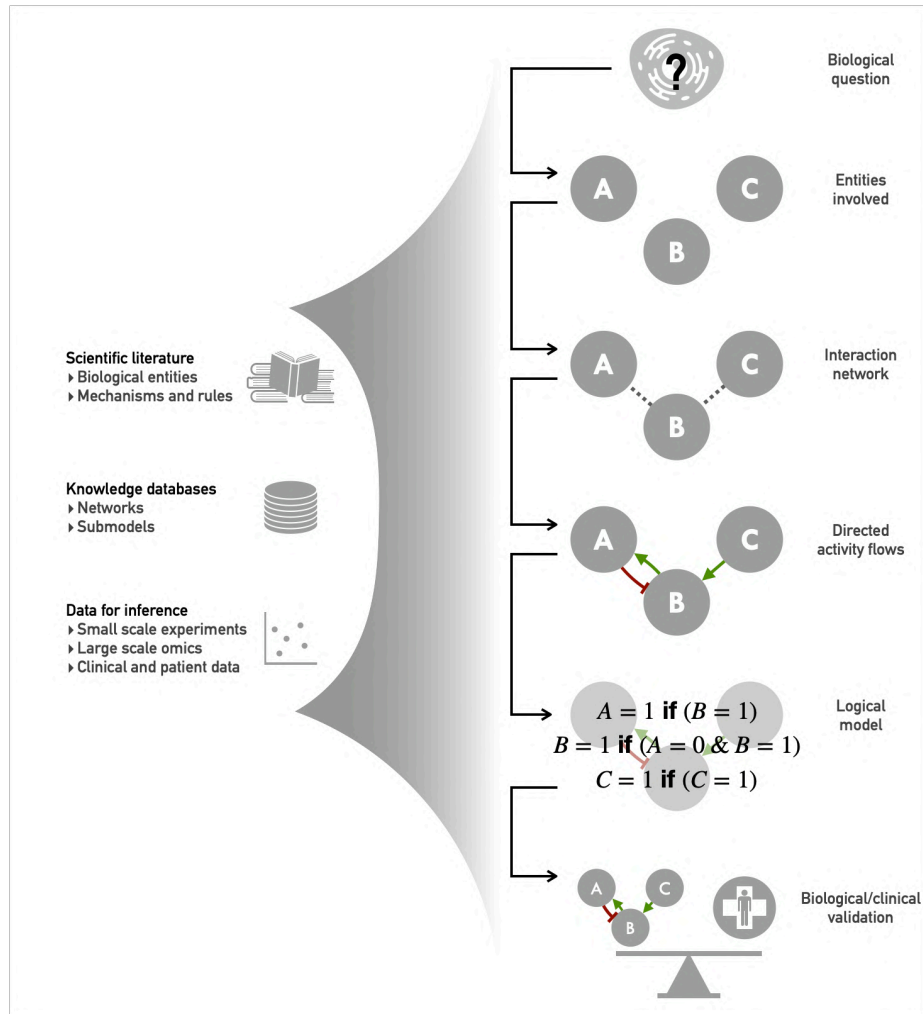 ?
Biological
question
A
C
B
Entities
involved
A
C
B
Interaction
network
Scientific literature
Biological entities
Mechanisms and rules
Knowledge databases
Networks
Submodels
A
C
B
Directed
activity flows
Data for inference
Small scale experiments
Large scale omics
Clinical and patient data
A = 1 if (B = 1)
B = 1 if (A = 0 & B = 1)
C = 1 if (C = 1)
Logical
model
A
C
B
Biological/clinical
validation